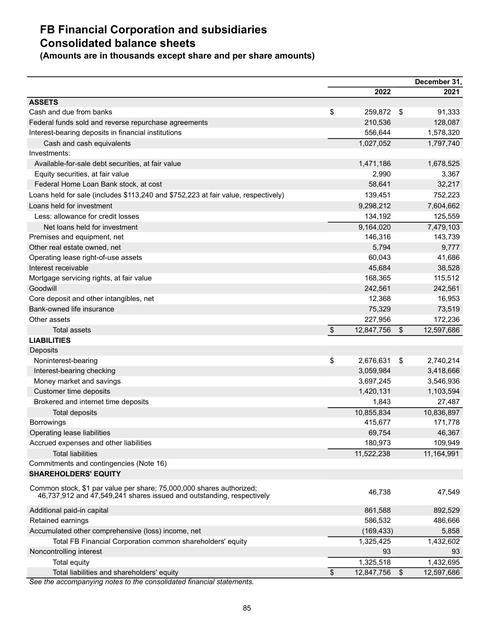 FB Financial Corporation and subsidiaries
Consolidated balance sheets
(Amounts are in thousands except share and per share amounts)
December 31,
2022 2021
ASSETS
Cash and due from banks $ 259,872 $ 91,333
Federal funds sold and reverse repurchase agreements 210,536 128,087
Interest-bearing deposits in financial institutions 556,644 1,578,320
Cash and cash equivalents 1,027,052 1,797,740
Investments:
Available-for-sale debt securities, at fair value 1,471,186 1,678,525
Equity securities, at fair value 2,990 3,367
Federal Home Loan Bank stock, at cost 58,641 32,217
Loans held for sale (includes $113,240 and $752,223 at fair value, respectively) 139,451 752,223
Loans held for investment 9,298,212 7,604,662
Less: allowance for credit losses 134,192 125,559
Net loans held for investment 9,164,020 7,479,103
Premises and equipment, net 146,316 143,739
Other real estate owned, net 5,794 9,777
Operating lease right-of-use assets 60,043 41,686
Interest receivable 45,684 38,528
Mortgage servicing rights, at fair value 168,365 115,512
Goodwill 242,561 242,561
Core deposit and other intangibles, net 12,368 16,953
Bank-owned life insurance 75,329 73,519
Other assets 227,956 172,236
Total assets $ 12,847,756 $ 12,597,686
LIABILITIES
Deposits
Noninterest-bearing $ 2,676,631 $ 2,740,214
Interest-bearing checking 3,059,984 3,418,666
Money market and savings 3,697,245 3,546,936
Customer time deposits 1,420,131 1,103,594
Brokered and internet time deposits 1,843 27,487
Total deposits 10,855,834 10,836,897
Borrowings 415,677 171,778
Operating lease liabilities 69,754 46,367
Accrued expenses and other liabilities 180,973 109,949
Total liabilities 11,522,238 11,164,991
Commitments and contingencies (Note 16)
SHAREHOLDERS' EQUITY
Common stock, $1 par value per share; 75,000,000 shares authorized;
46,737,912 and 47,549,241 shares issued and outstanding, respectively 46,738 47,549
Additional paid-in capital 861,588 892,529
Retained earnings 586,532 486,666
Accumulated other comprehensive (loss) income, net (169,433) 5,858
Total FB Financial Corporation common shareholders' equity 1,325,425 1,432,602
Noncontrolling interest 93 93
Total equity 1,325,518 1,432,695
Total liabilities and shareholders' equity $ 12,847,756 $ 12,597,686
See the accompanying notes to the consolidated financial statements.
85